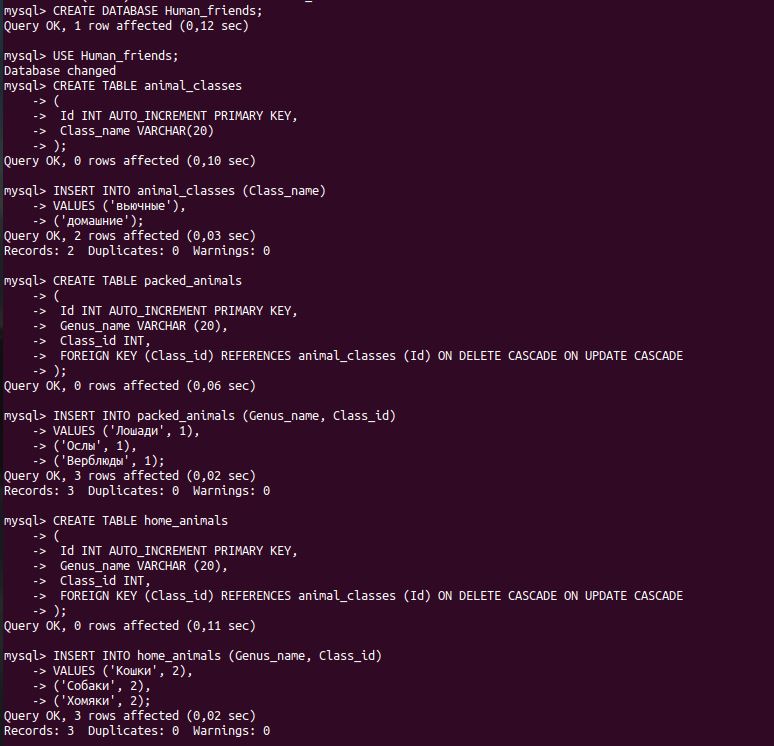 mysql> CREATE DATABASE Human_friends;
Query OK, 1 row affected (0,12 sec)
mysql> USE Human_friends;
Database changed
mysql> CREATE TABLE animal_classes
    -> (
    ->  Id INT AUTO_INCREMENT PRIMARY KEY,
    ->  Class_name VARCHAR(20)
    -> );
Query OK, 0 rows affected (0,10 sec)
mysql> INSERT INTO animal_classes (Class_name)
    -> VALUES ('вьючные'),
    -> ('домашние');
Query OK, 2 rows affected (0,03 sec)
Records: 2  Duplicates: 0  Warnings: 0
mysql> CREATE TABLE packed_animals
    -> (
    ->  Id INT AUTO_INCREMENT PRIMARY KEY,
    ->  Genus_name VARCHAR (20),
    ->  Class_id INT,
    ->  FOREIGN KEY (Class_id) REFERENCES animal_classes (Id) ON DELETE CASCADE ON UPDATE CASCADE
    -> );
Query OK, 0 rows affected (0,06 sec)
mysql> INSERT INTO packed_animals (Genus_name, Class_id)
    -> VALUES ('Лошади', 1),
    -> ('Ослы', 1),
    -> ('Верблюды', 1);
Query OK, 3 rows affected (0,02 sec)
Records: 3  Duplicates: 0  Warnings: 0
mysql> CREATE TABLE home_animals
    -> (
    ->  Id INT AUTO_INCREMENT PRIMARY KEY,
    ->  Genus_name VARCHAR (20),
    ->  Class_id INT,
    ->  FOREIGN KEY (Class_id) REFERENCES animal_classes (Id) ON DELETE CASCADE ON UPDATE CASCADE
    -> );
Query OK, 0 rows affected (0,11 sec)
mysql> INSERT INTO home_animals (Genus_name, Class_id)
    -> VALUES ('Кошки', 2),
    -> ('Собаки', 2),
    -> ('Хомяки', 2);
Query OK, 3 rows affected (0,02 sec)
Records: 3  Duplicates: 0  Warnings: 0